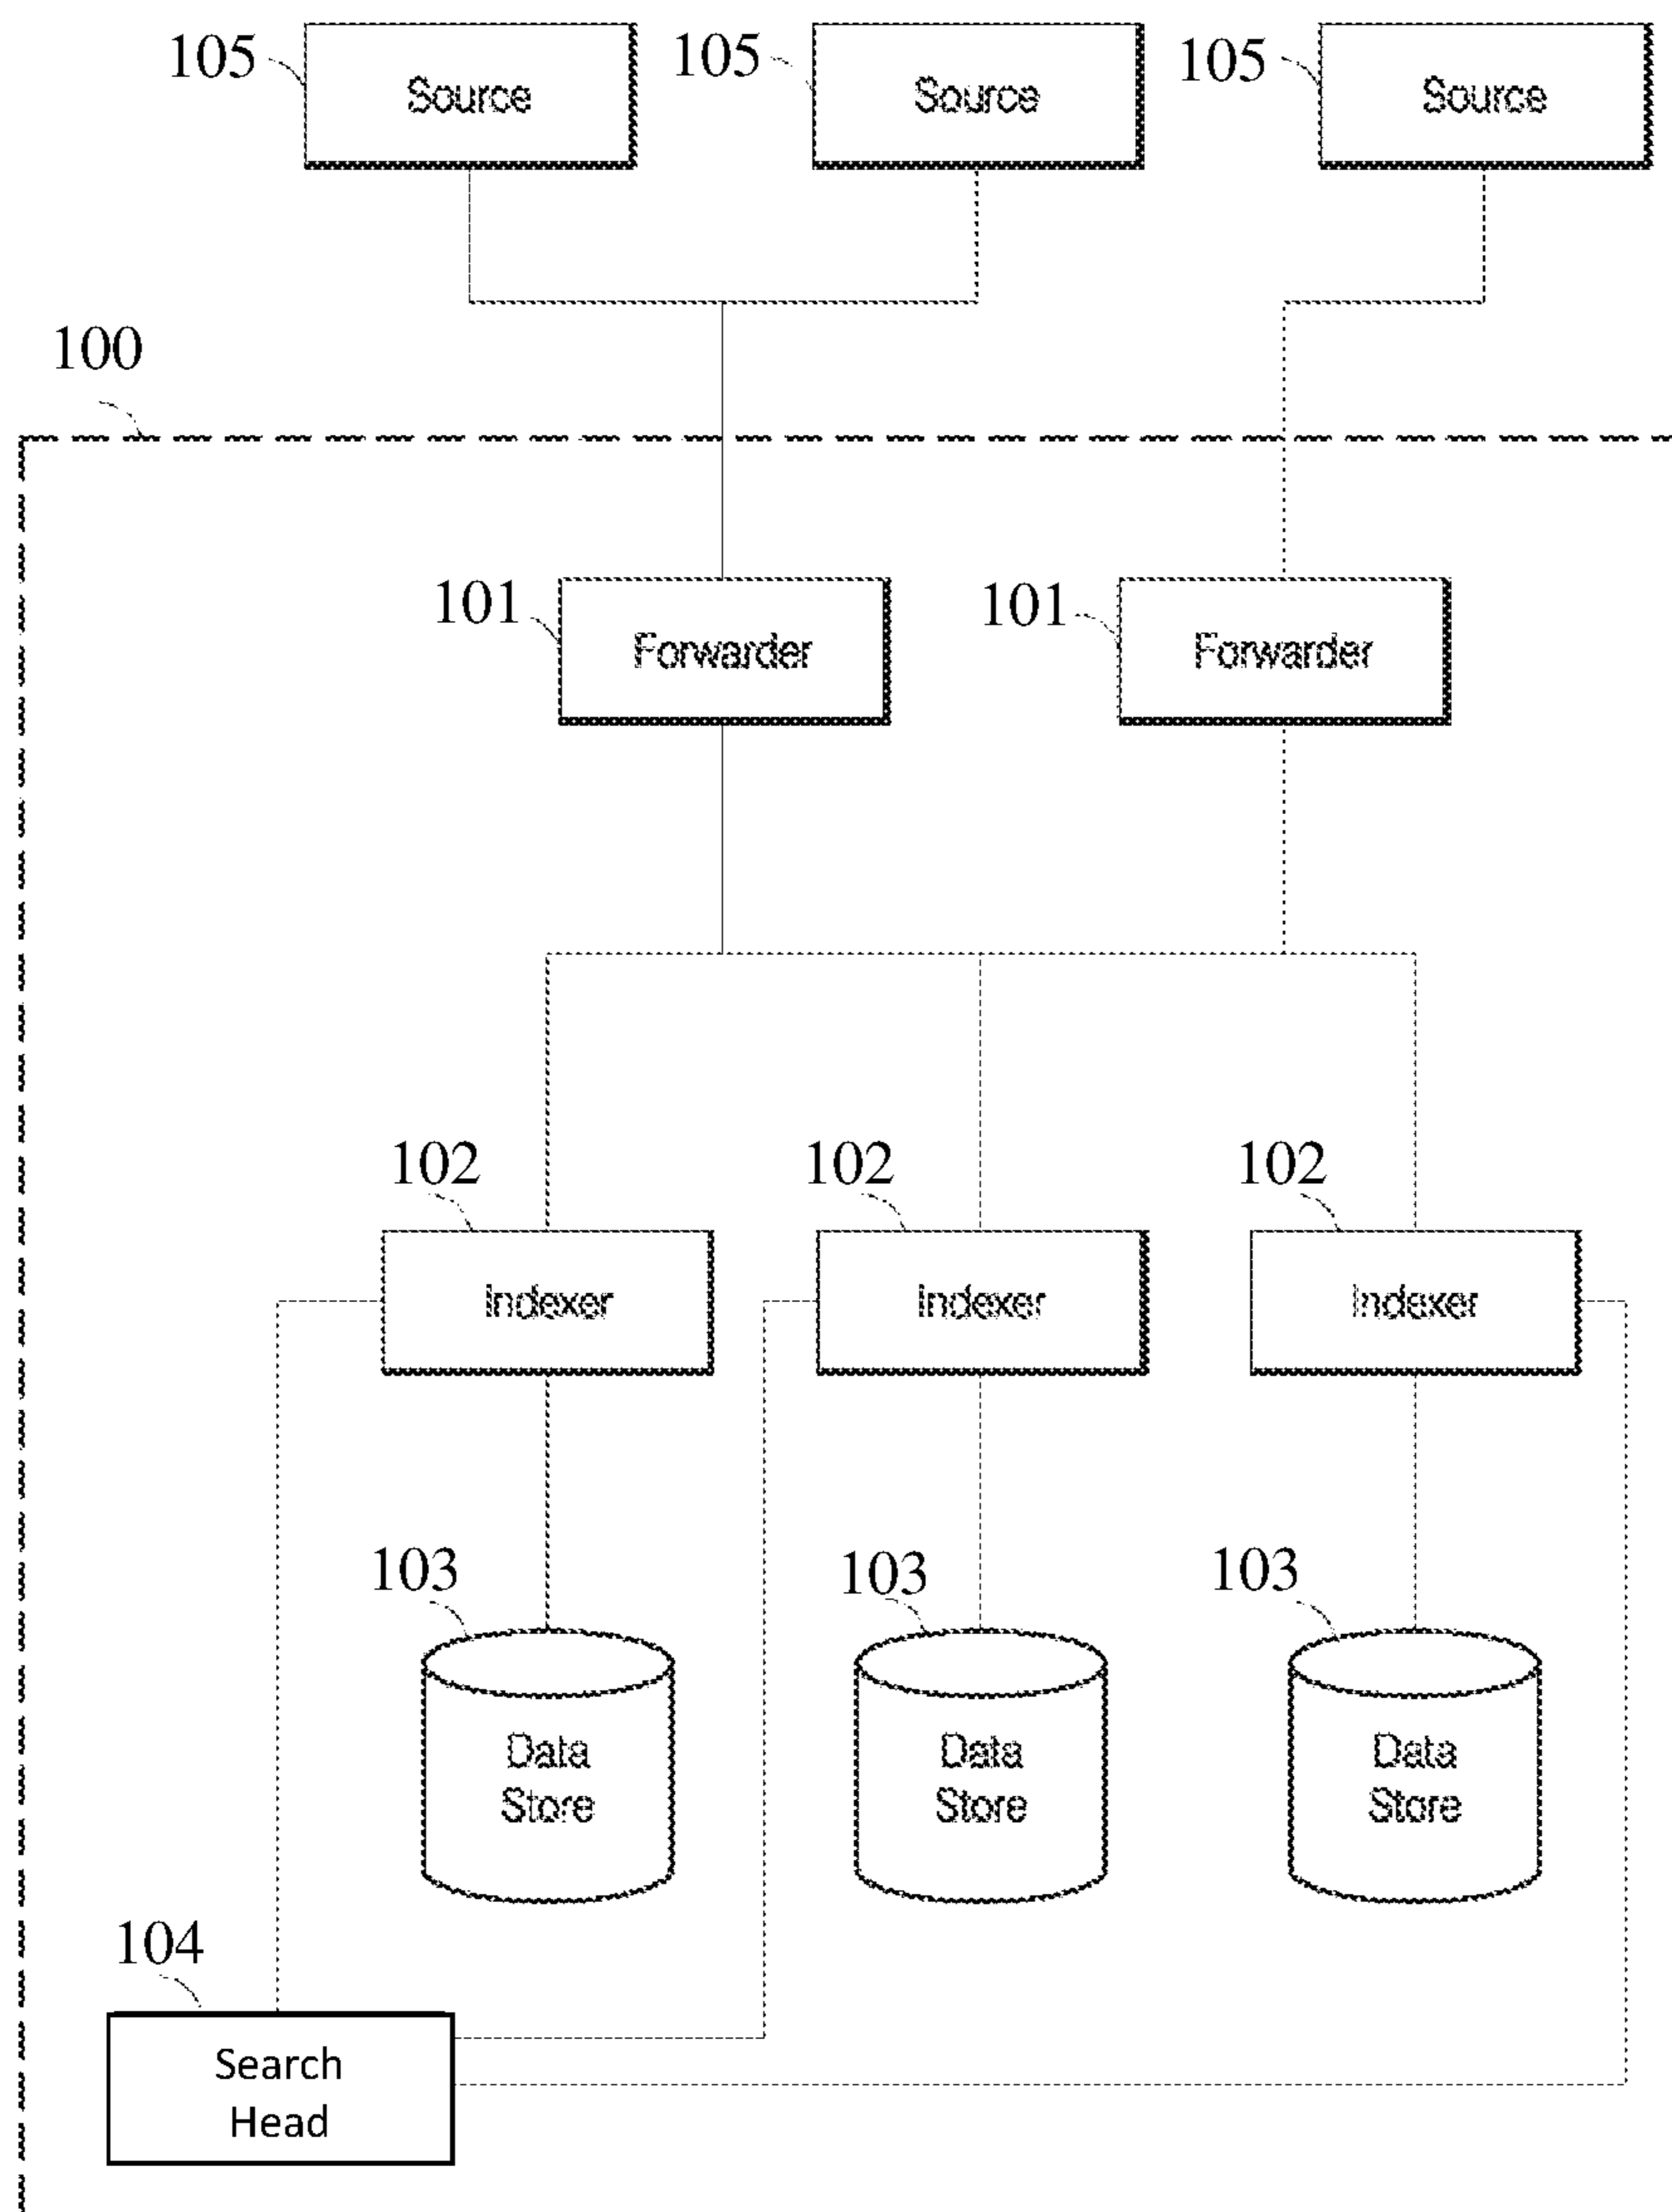 105
Source
105
Source
105
Source
100
101
Forwarder
101
Forwarder
102
Indexer
102
Indexer
102
Indexer
103
Data
Store
103
Data
Store
103
Data
Store
104
Search
Head